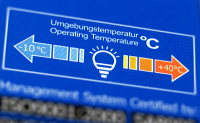 Umgebungstemperatur °C
Operating Temperature
-10°C
+40°C
Management System Certified by: